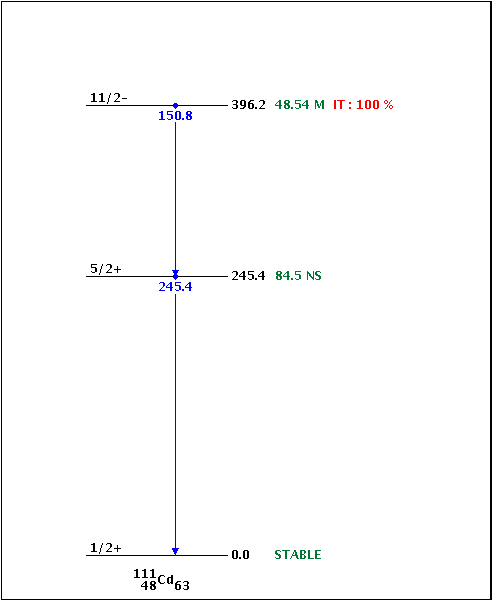 11/2- 396.2 48.54 M IT : 100 %
150.8
5/2+ 245.4 84.5 NS
245.4
1/2+ 0.0 STABLE
111
48Cd63